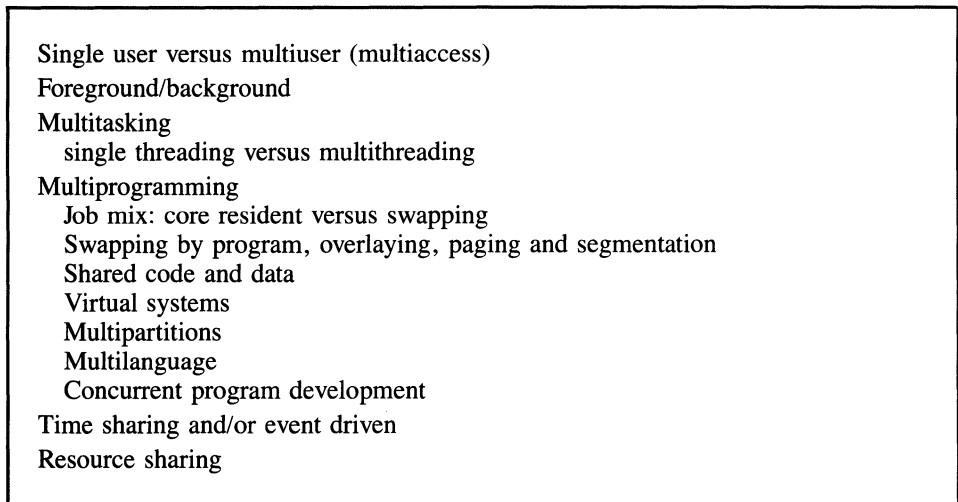 Single user versus multiuser (multiaccess)
Foreground/background
Multitasking
single threading versus multithreading
Multiprogramming
Job mix: core resident versus swapping
Swapping by program, overlaying, paging and segmentation
Shared code and data
Virtual systems
Multipartitions
Multilanguage
Concurrent program development
Time sharing and/or event driven
Resource sharing